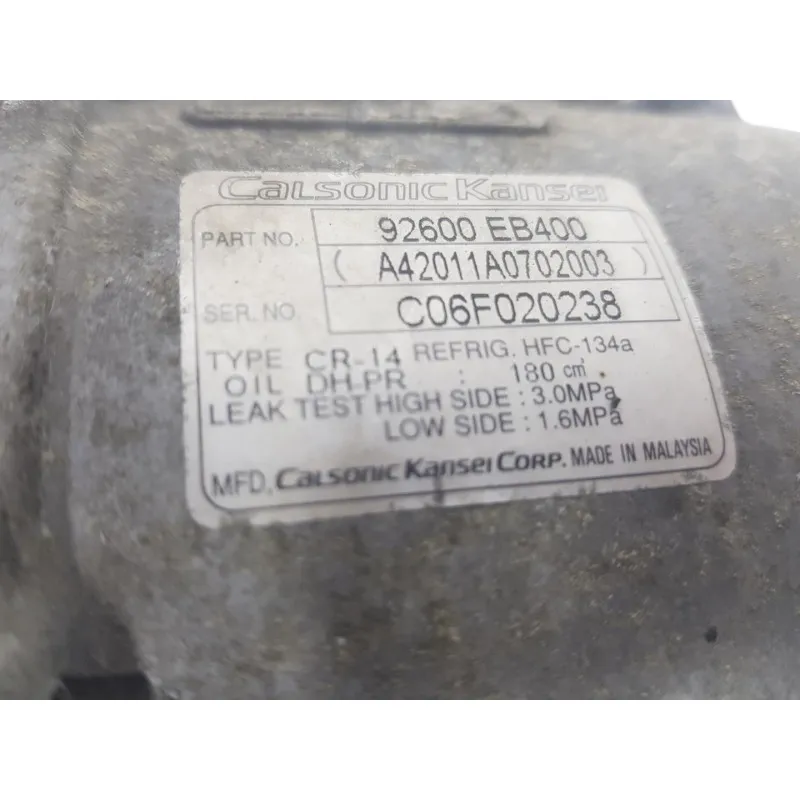 Calsonic Kansei
PART NO. 92600 EB400
( A42011A0702003 )
SER. NO. C06F020238
TYPE CR-14 REFRIG. HFC-134a
OIL DH-PR : 180 cm³
LEAK TEST HIGH SIDE : 3.0MPa
LOW SIDE : 1.6MPa
MFD. Calsonic Kansei Corp. MADE IN MALAYSIA